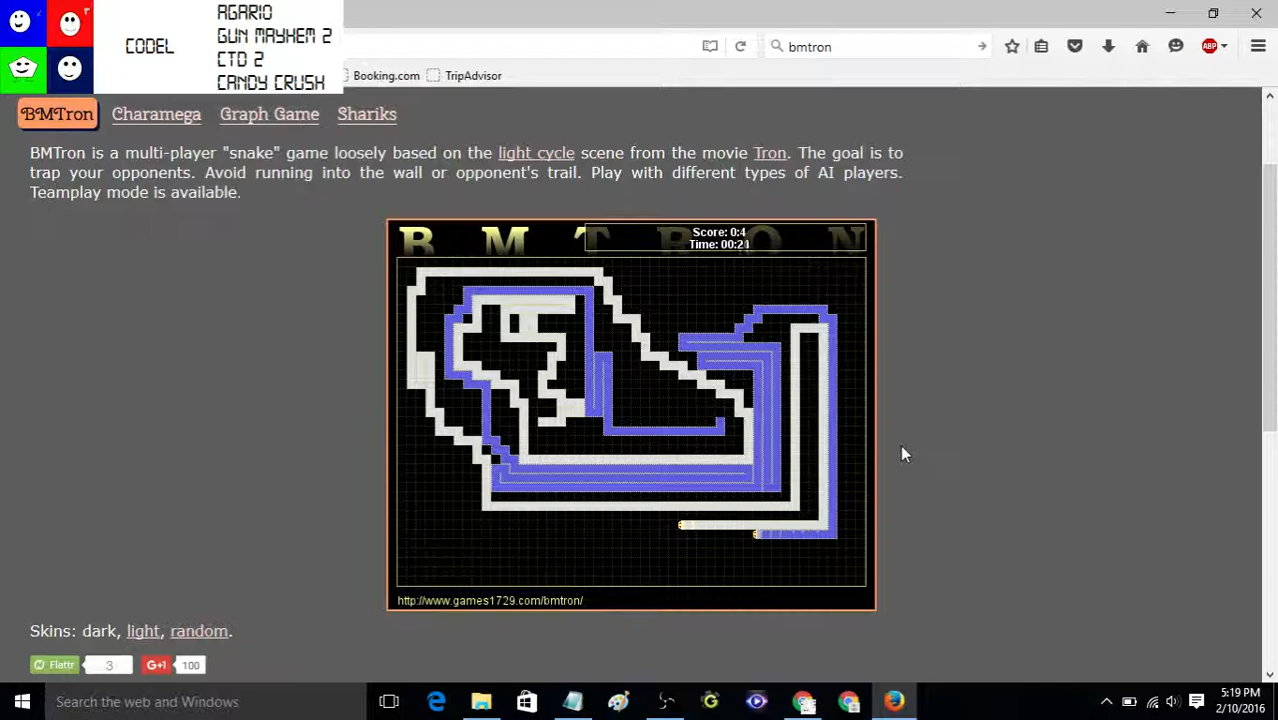 CODEL
AGARIO
GUN MAYHEM 2
CTD 2
CANDY CRUSH
bmtron
ABP
Booking.com TripAdvisor
BMTron Charamega Graph Game Shariks
BMTron is a multi-player "snake" game loosely based on the light cycle scene from the movie Tron. The goal is to
trap your opponents. Avoid running into the wall or opponent's trail. Play with different types of AI players.
Teamplay mode is available.
B M T R O N
Score: 0:4
Time: 00:21
http://www.games1729.com/bmtron/
Skins: dark, light, random.
Flattr 3 G+1 100
Search the web and Windows
5:19 PM
2/10/2016